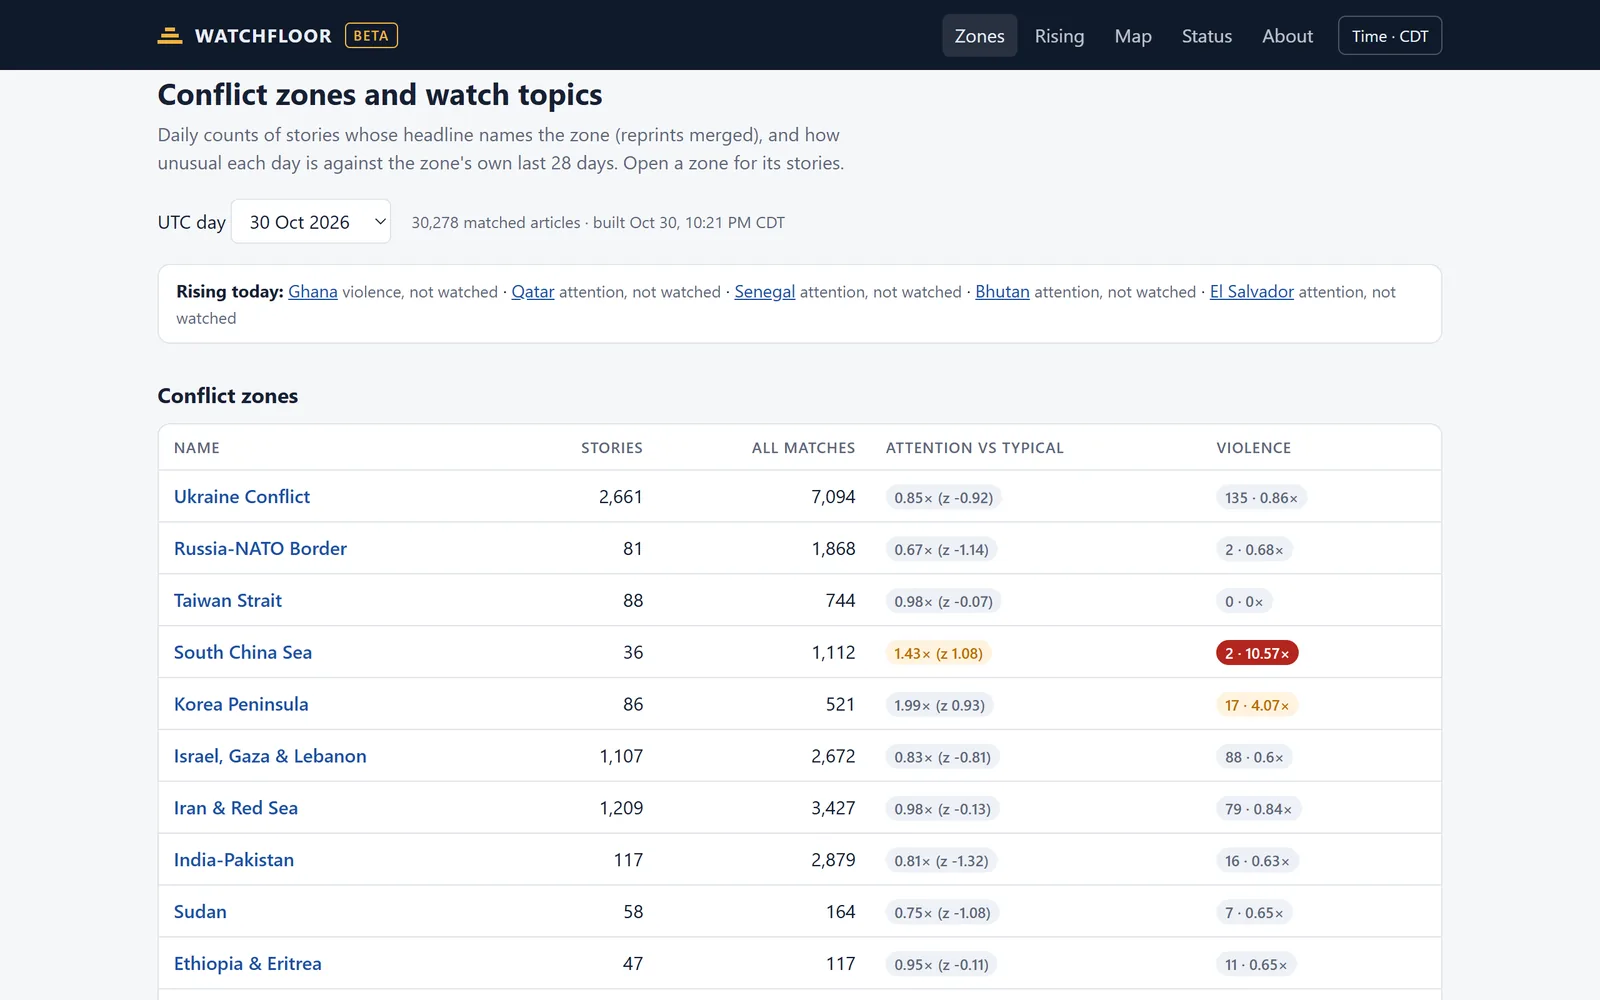 WATCHFLOOR BETA Zones Rising Map Status About Time · CDT
Conflict zones and watch topics
Daily counts of stories whose headline names the zone (reprints merged), and how
unusual each day is against the zone's own last 28 days. Open a zone for its stories.
UTC day 30 Oct 2026 30,278 matched articles · built Oct 30, 10:21 PM CDT
Rising today: Ghana violence, not watched · Qatar attention, not watched · Senegal attention, not watched · Bhutan attention, not watched · El Salvador attention, not
watched
Conflict zones
NAME STORIES ALL MATCHES ATTENTION VS TYPICAL VIOLENCE
Ukraine Conflict 2,661 7,094 0.85× (z -0.92) 135 · 0.86×
Russia-NATO Border 81 1,868 0.67× (z -1.14) 2 · 0.68×
Taiwan Strait 88 744 0.98× (z -0.07) 0 · 0×
South China Sea 36 1,112 1.43× (z 1.08) 2 · 10.57×
Korea Peninsula 86 521 1.99× (z 0.93) 17 · 4.07×
Israel, Gaza & Lebanon 1,107 2,672 0.83× (z -0.81) 88 · 0.6×
Iran & Red Sea 1,209 3,427 0.98× (z -0.13) 79 · 0.84×
India-Pakistan 117 2,879 0.81× (z -1.32) 16 · 0.63×
Sudan 58 164 0.75× (z -1.08) 7 · 0.65×
Ethiopia & Eritrea 47 117 0.95× (z -0.11) 11 · 0.65×